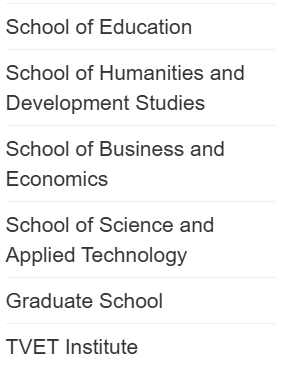 School of Education
School of Humanities and
Development Studies
School of Business and
Economics
School of Science and
Applied Technology
Graduate School
TVET Institute